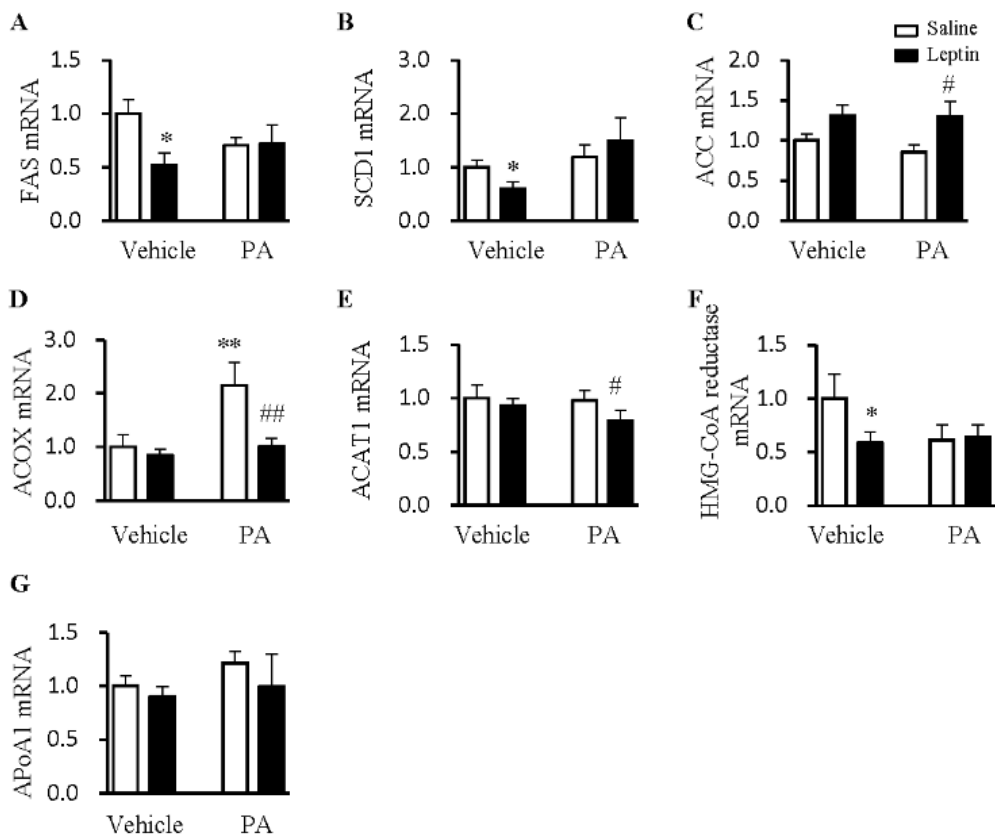 A
FAS mRNA
1.5
1.0
0.5
0.0
*
Vehicle PA
B
SCD1 mRNA
3.0
2.0
1.0
0.0
*
Vehicle PA
C
Saline
Leptin
ACC mRNA
2.0
1.5
1.0
0.5
0.0
#
Vehicle PA
D
ACOX mRNA
3.0
2.0
1.0
0.0
**
##
Vehicle PA
E
ACAT1 mRNA
1.5
1.0
0.5
0.0
#
Vehicle PA
F
HMG-CoA reductase
mRNA
1.5
1.0
0.5
0.0
*
Vehicle PA
G
APoA1 mRNA
1.5
1.0
0.5
0.0
Vehicle PA